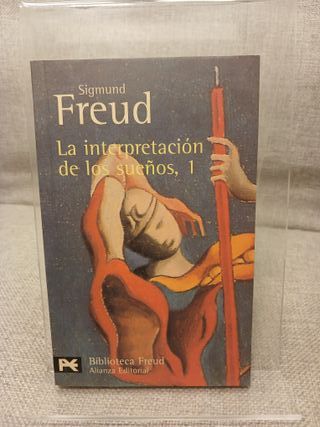 Sigmund
Freud
La interpretación
de los sueños, 1
Biblioteca Freud
Alianza Editorial